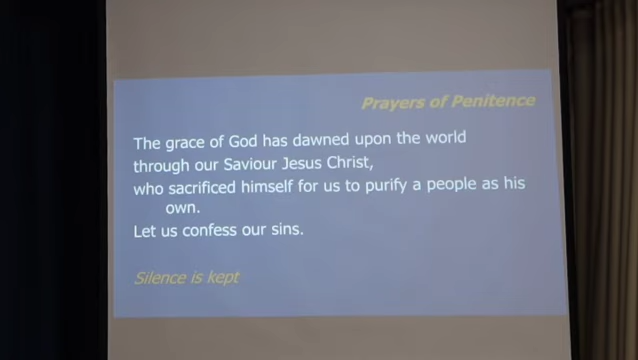 Prayers of Penitence
The grace of God has dawned upon the world
through our Saviour Jesus Christ,
who sacrificed himself for us to purify a people as his
own.
Let us confess our sins.
Silence is kept